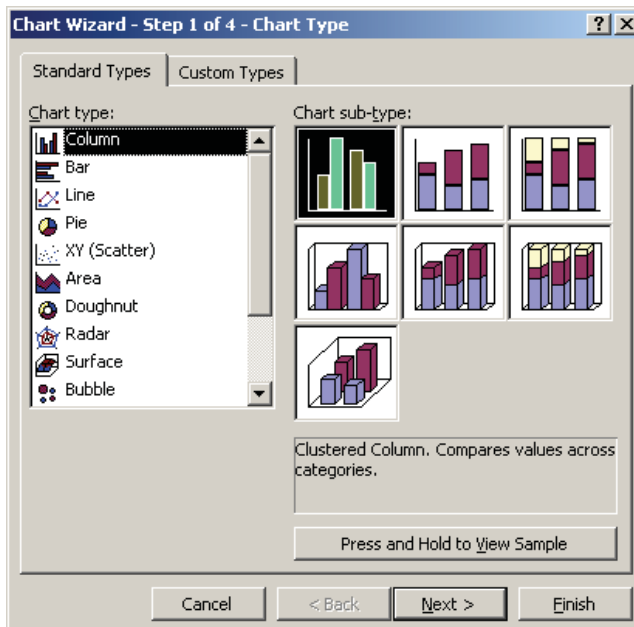 Chart Wizard - Step 1 of 4 - Chart Type
Standard Types
Custom Types
Chart type:
Column
Bar
Line
Pie
XY (Scatter)
Area
Doughnut
Radar
Surface
Bubble
Chart sub-type:
Clustered Column. Compares values across
categories.
Press and Hold to View Sample
Cancel
< Back
Next >
Finish